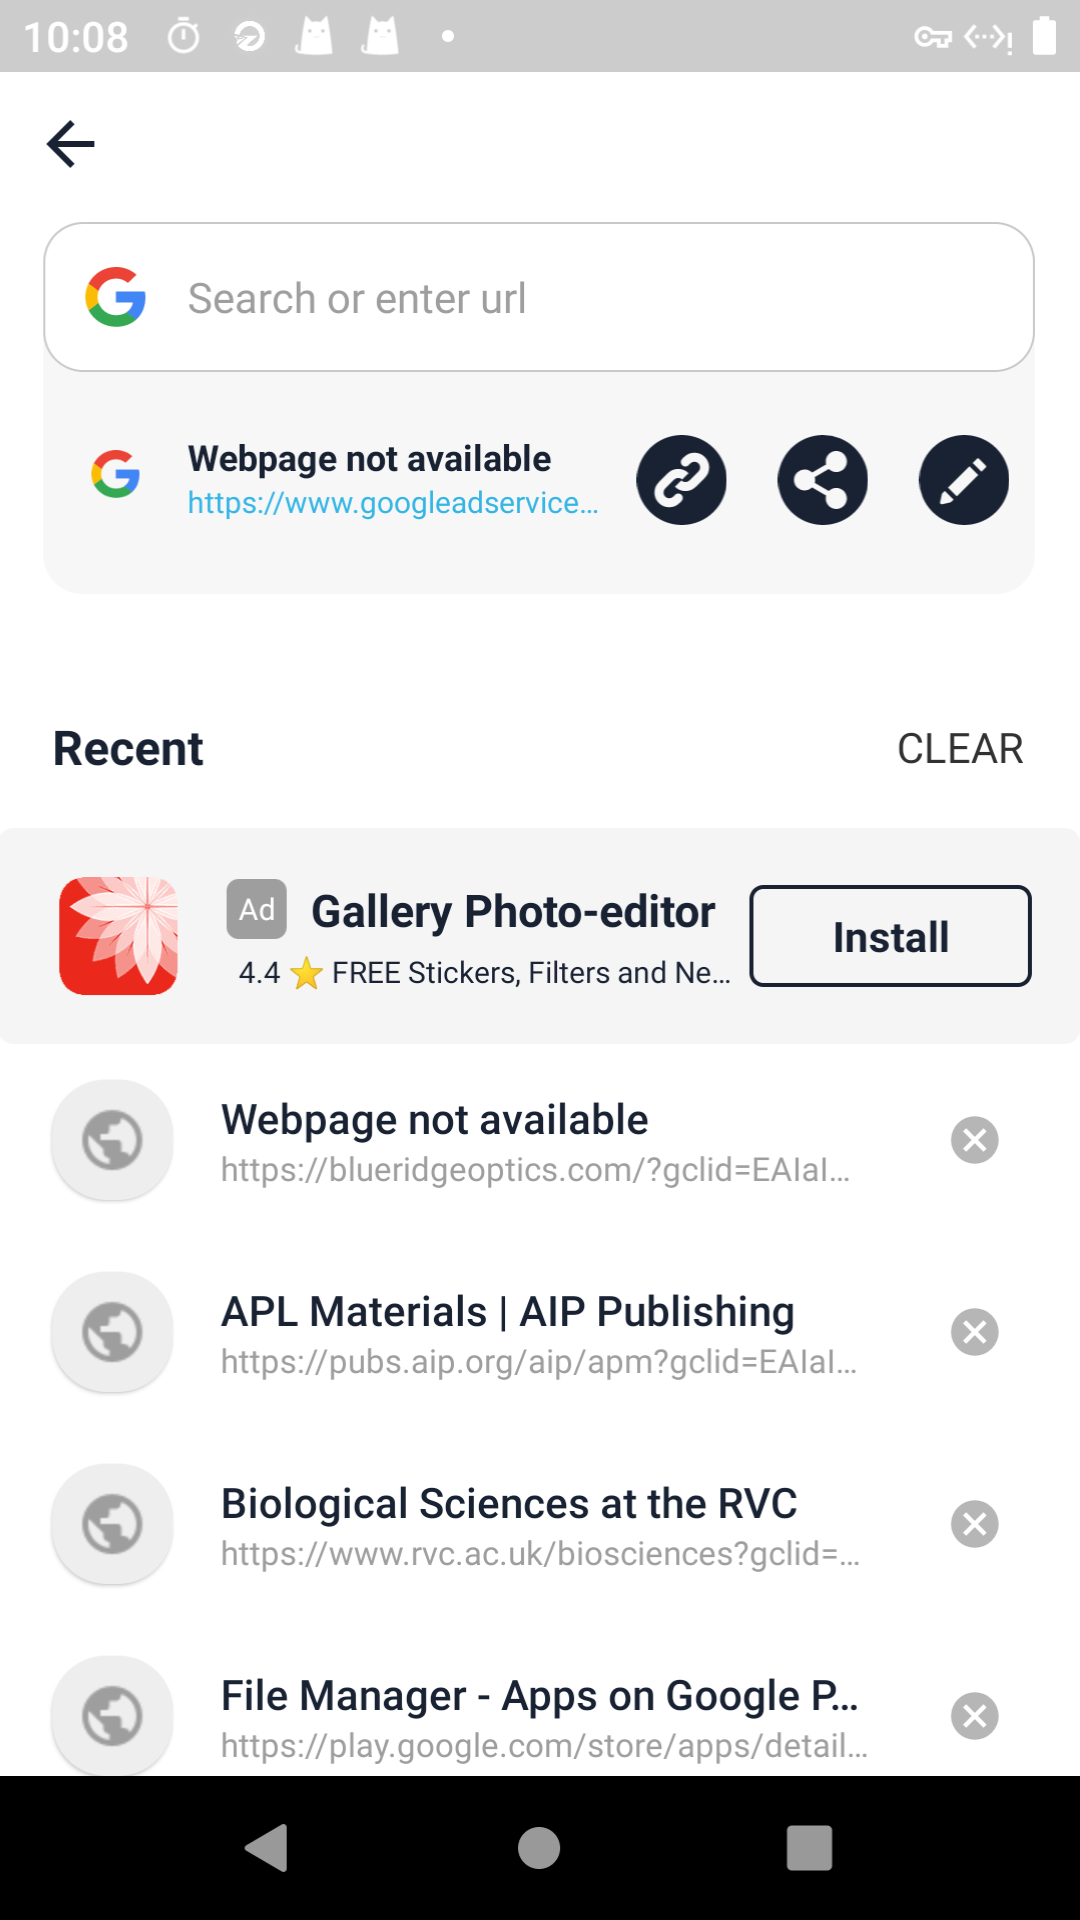 10:08
Search or enter url
Webpage not available
https://www.googleadservice...
Recent
CLEAR
Ad Gallery Photo-editor
4.4 ⭐ FREE Stickers, Filters and Ne...
Install
Webpage not available
https://blueridgeoptics.com/?gclid=EAIaI...
APL Materials | AIP Publishing
https://pubs.aip.org/aip/apm?gclid=EAIaI...
Biological Sciences at the RVC
https://www.rvc.ac.uk/biosciences?gclid=...
File Manager - Apps on Google P...
https://play.google.com/store/apps/detail...